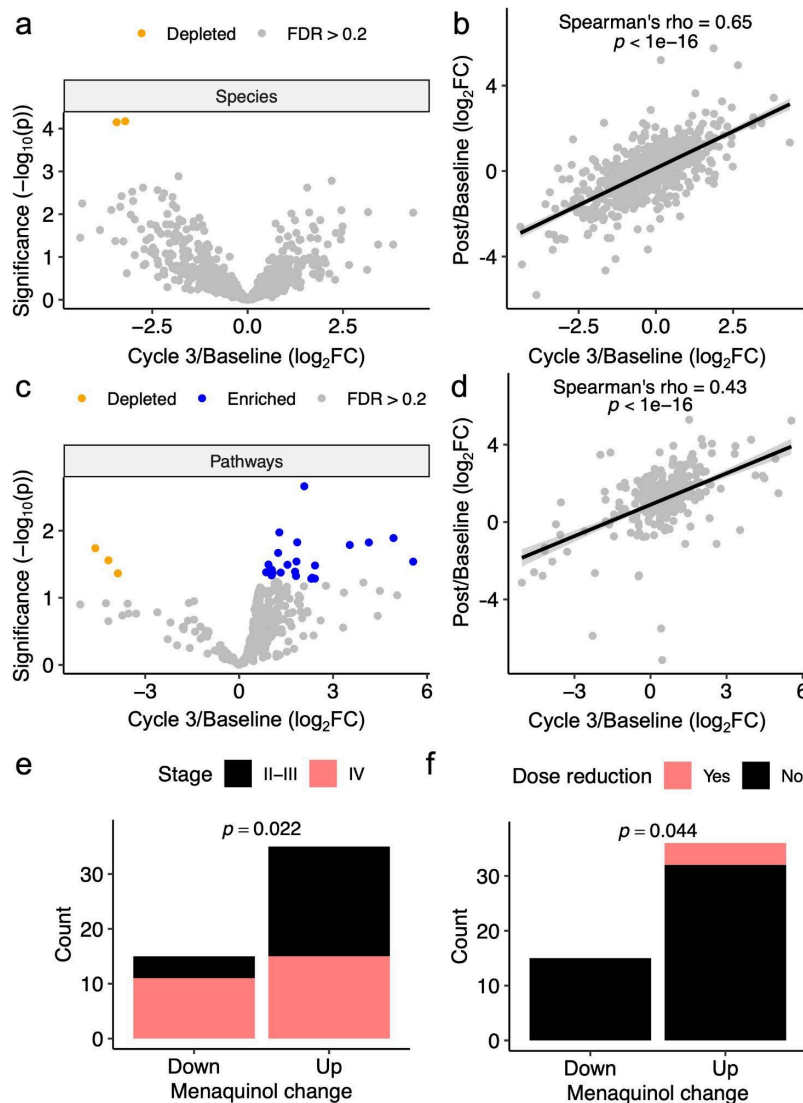 a
Depleted FDR > 0.2
Species
Significance (−log10(p))
4
3
2
1
0
−2.5 0.0 2.5
Cycle 3/Baseline (log2FC)
b
Spearman's rho = 0.65
p < 1e−16
Post/Baseline (log2FC)
4
0
-4
−2.5 0.0 2.5
Cycle 3/Baseline (log2FC)
c
Depleted Enriched FDR > 0.2
Pathways
Significance (−log10(p))
2
1
0
−3 0 3 6
Cycle 3/Baseline (log2FC)
d
Spearman's rho = 0.43
p < 1e−16
Post/Baseline (log2FC)
4
0
-4
−3 0 3 6
Cycle 3/Baseline (log2FC)
e
Stage II−III IV
p = 0.022
Count
30
20
10
0
Down Up
Menaquinol change
f
Dose reduction Yes No
p = 0.044
Count
30
20
10
0
Down Up
Menaquinol change